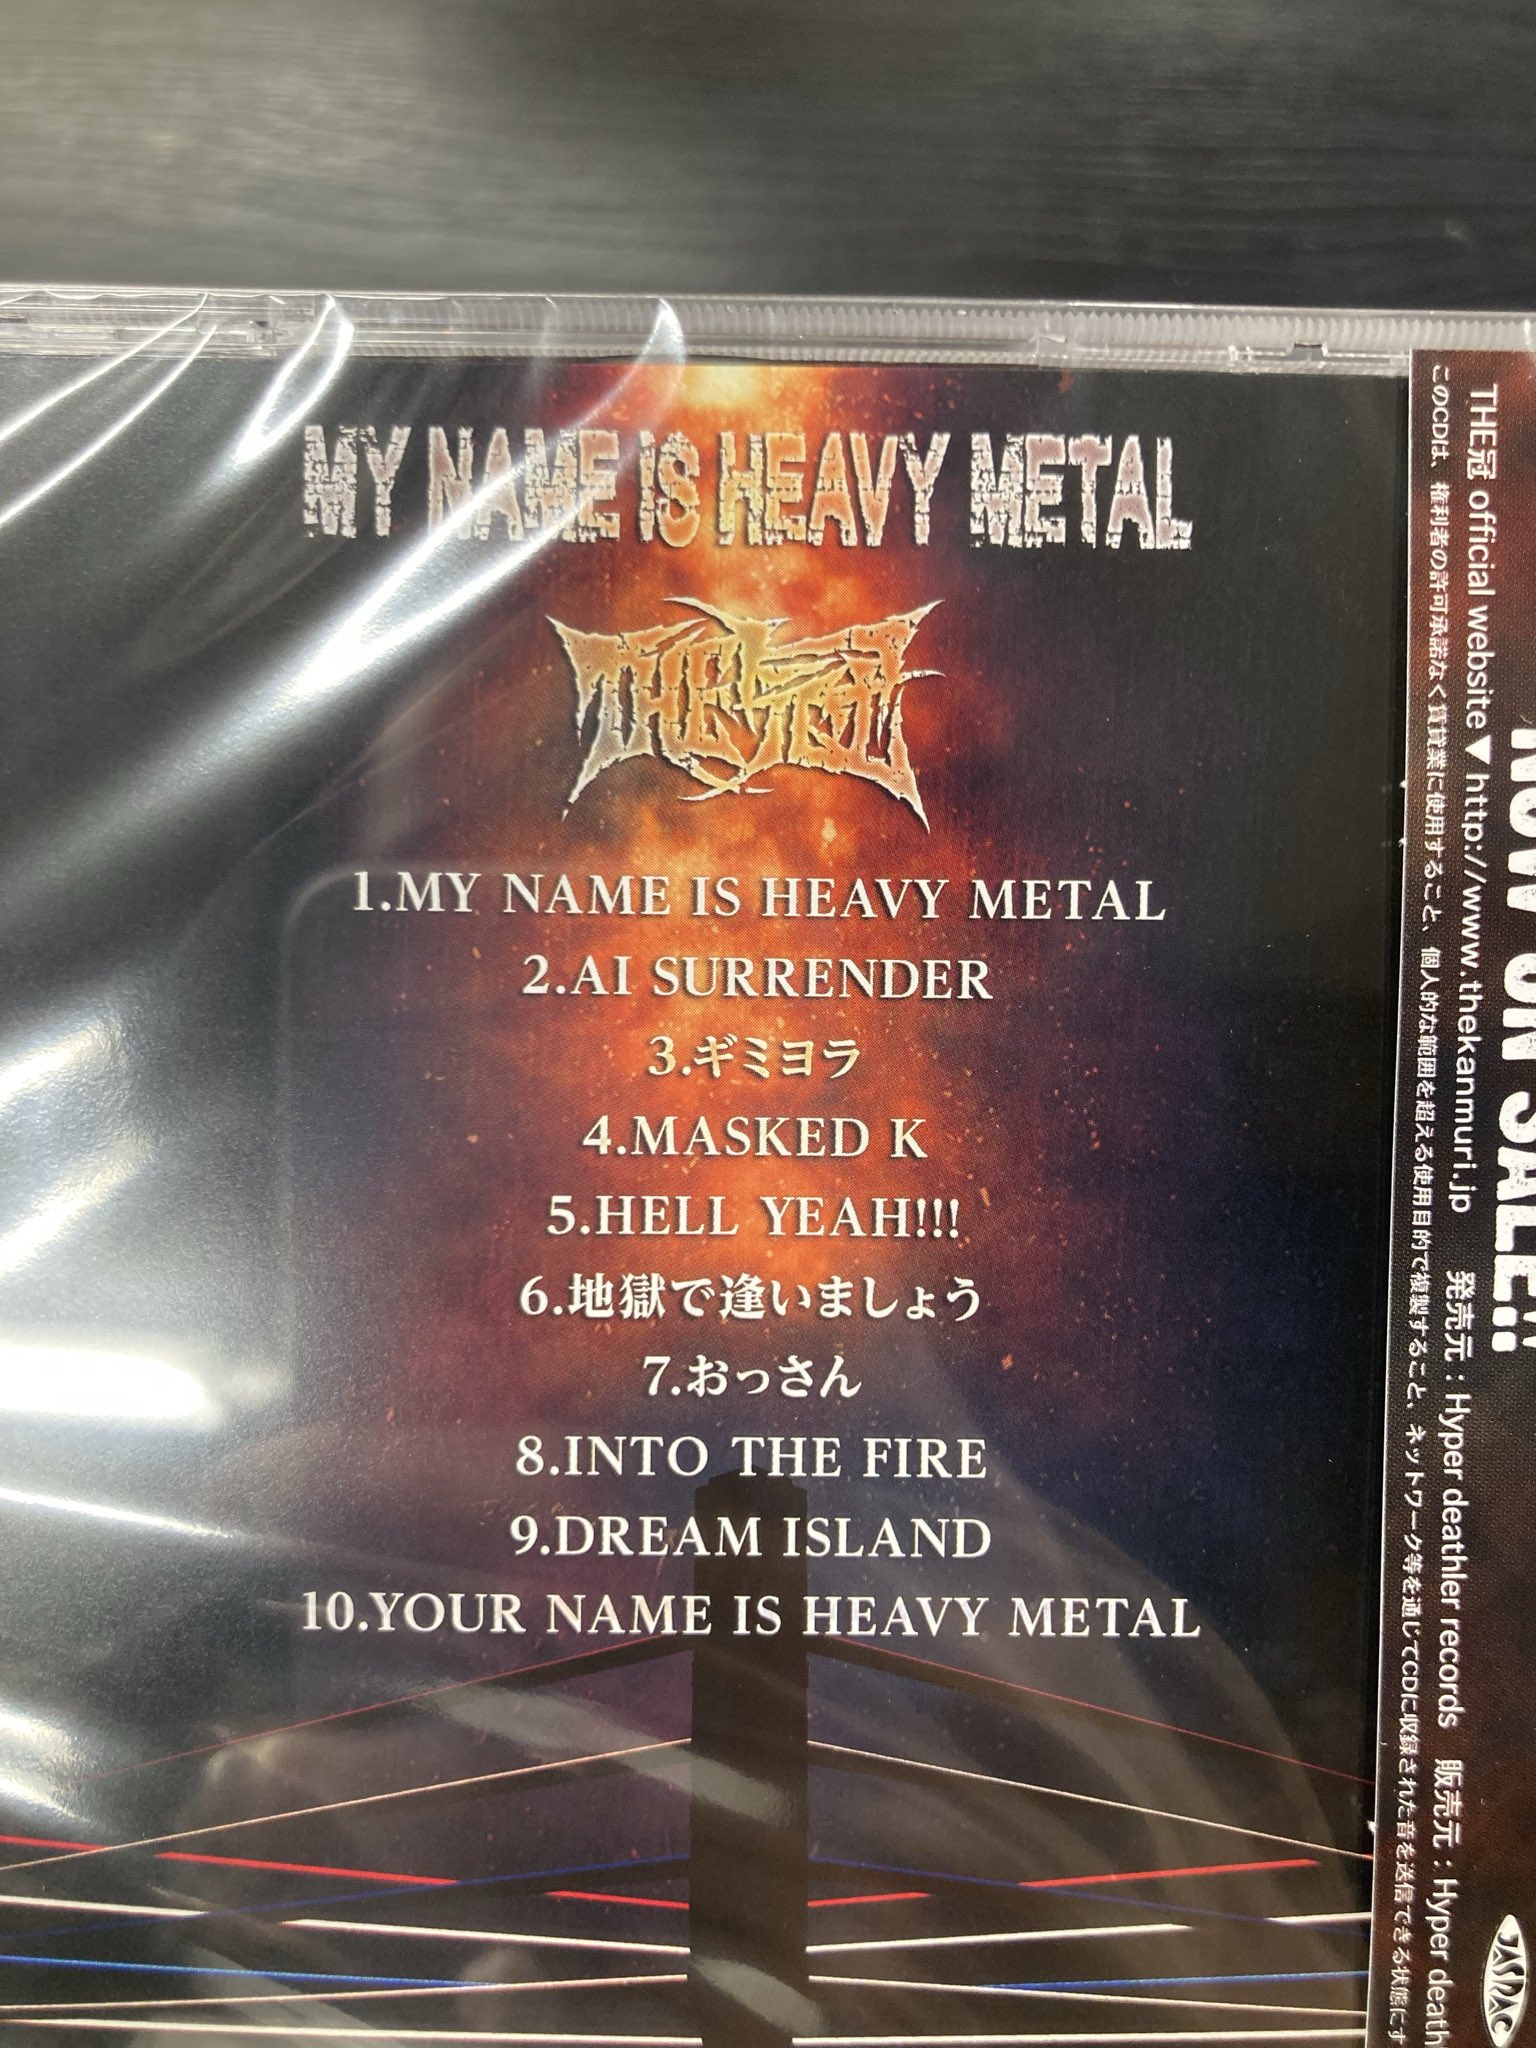 MY NAME IS HEAVY METAL
THE冠
1.MY NAME IS HEAVY METAL
2.AI SURRENDER
3.ギミヨラ
4.MASKED K
5.HELL YEAH!!!
6.地獄で逢いましょう
7.おっさん
8.INTO THE FIRE
9.DREAM ISLAND
10.YOUR NAME IS HEAVY METAL
NOW ON SALE!!
THE冠 official website▼http://www.thekanmuri.jp 発売元：Hyper deathler records 販売元：Hyper death
このCDは、権利者の許可承諾なく賃貸業に使用すること、個人的な範囲を超える使用目的で複製すること、ネットワーク等を通じてCDに収録された音を送信できる状態にす
JASRAC